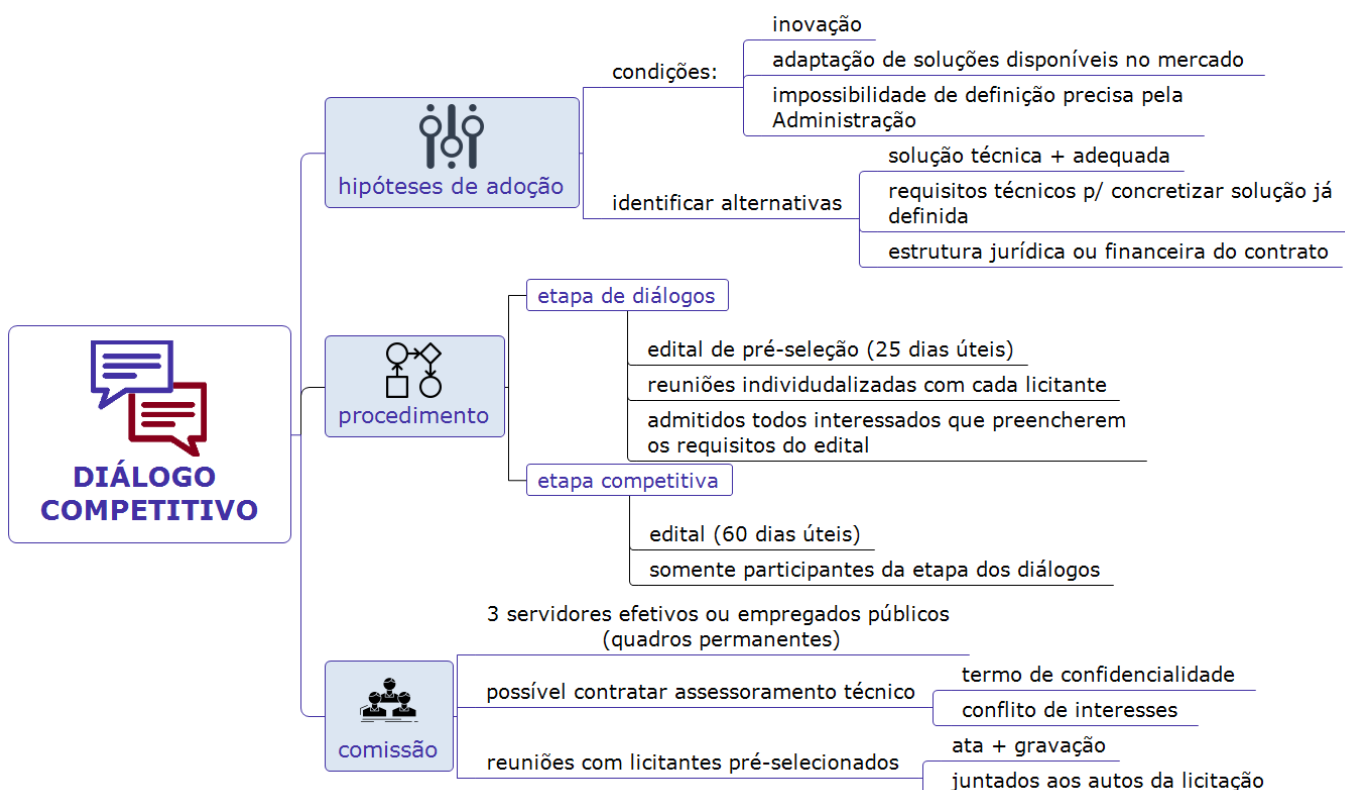 DIÁLOGO
COMPETITIVO
hipóteses de adoção
condições:
inovação
adaptação de soluções disponíveis no mercado
impossibilidade de definição precisa pela
Administração
identificar alternativas
solução técnica + adequada
requisitos técnicos p/ concretizar solução já
definida
estrutura jurídica ou financeira do contrato
procedimento
etapa de diálogos
edital de pré-seleção (25 dias úteis)
reuniões individudalizadas com cada licitante
admitidos todos interessados que preencherem
os requisitos do edital
etapa competitiva
edital (60 dias úteis)
somente participantes da etapa dos diálogos
comissão
3 servidores efetivos ou empregados públicos
(quadros permanentes)
possível contratar assessoramento técnico
termo de confidencialidade
conflito de interesses
reuniões com licitantes pré-selecionados
ata + gravação
juntados aos autos da licitação